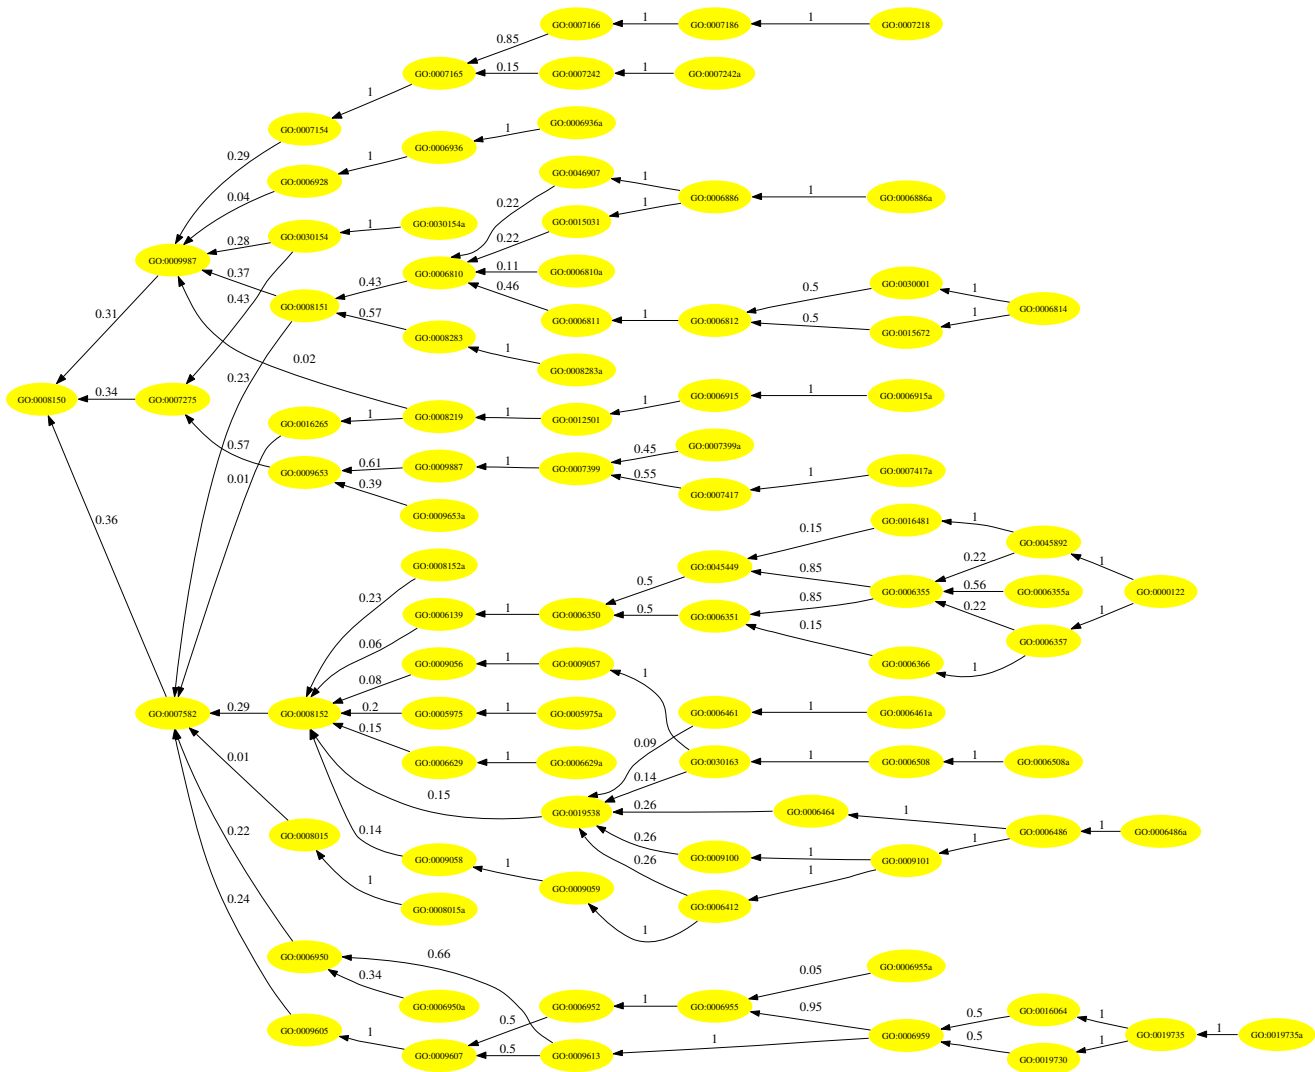 GO:0007166 1 GO:0007186 1 GO:0007218
0.85
GO:0007165 0.15 GO:0007242 1 GO:0007242a
1
GO:0007154 GO:0006936a
1
0.29 GO:0006936
1
GO:0006928 GO:0046907
1
0.04 0.22 GO:0006886 1 GO:0006886a
1
GO:0030154 1 GO:0030154a GO:0015031
0.28 0.22
GO:0009987 0.37 GO:0006810 0.11 GO:0006810a
0.43 0.46 GO:0030001
0.43 GO:0008151 0.5 1
0.31 0.57 GO:0006811 1 GO:0006812 GO:0006814
0.5 1
GO:0008283 GO:0015672
1
0.02 GO:0008283a
0.23
GO:0008150 0.34 GO:0007275 GO:0006915 1 GO:0006915a
1
GO:0016265 1 GO:0008219 1 GO:0012501
0.57 0.45 GO:0007399a
0.61 GO:0009887 1 GO:0007399
GO:0009653 0.55 1 GO:0007417a
0.01 0.39 GO:0007417
GO:0009653a
0.36 0.15 GO:0016481 1
GO:0045892
GO:0008152a GO:0045449 0.22 1
0.5 0.85
0.23 GO:0006355 0.56 GO:0006355a GO:0000122
GO:0006139 1 GO:0006350 0.5 GO:0006351 0.85 0.22 1
0.15 GO:0006357
0.06 GO:0006366 1
GO:0009056 1 GO:0009057
0.08 1
GO:0007582 0.29 GO:0008152 0.2 GO:0005975 1 GO:0005975a GO:0006461 1 GO:0006461a
0.15 0.09
0.01 GO:0006629 1 GO:0006629a GO:0030163 1 GO:0006508 1 GO:0006508a
0.14
0.15 GO:0019538 0.26 GO:0006464 1
0.22 GO:0008015 0.14 0.26 GO:0006486 1 GO:0006486a
GO:0009058 GO:0009100 1 GO:0009101 1
0.26 1
1 1 GO:0009059
0.24 GO:0008015a GO:0006412
1
GO:0006950 0.66
0.34 0.05 GO:0006955a
GO:0006950a GO:0006952 1 GO:0006955
0.95 0.5 GO:0016064 1
GO:0009605 1 0.5 GO:0006959 GO:0019735 1 GO:0019735a
1 0.5 1
GO:0009607 0.5 GO:0009613 GO:0019730